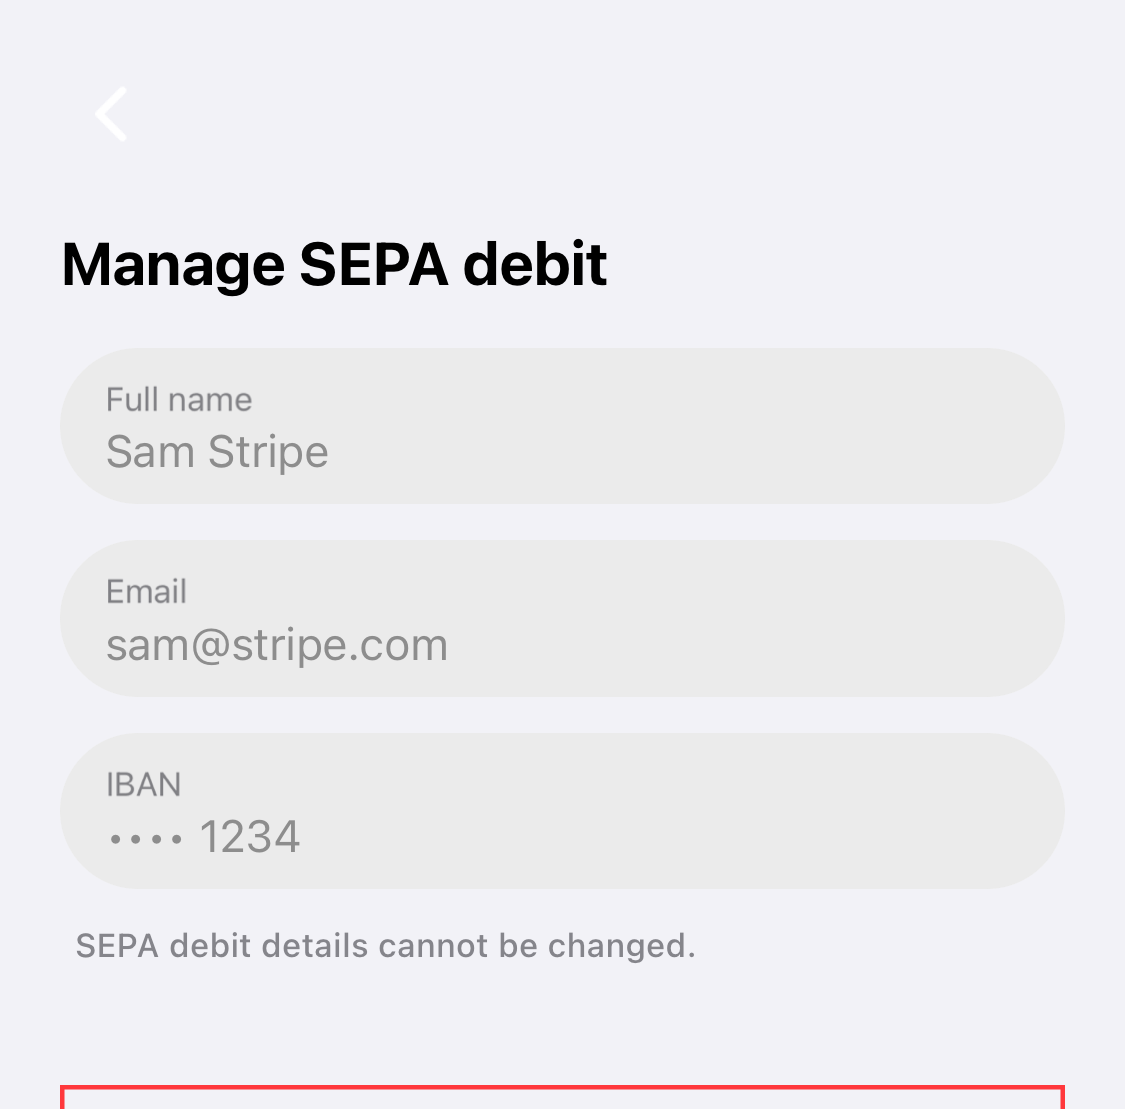 Manage SEPA debit
Full name
Sam Stripe
Email
sam@stripe.com
IBAN
•••• 1234
SEPA debit details cannot be changed.